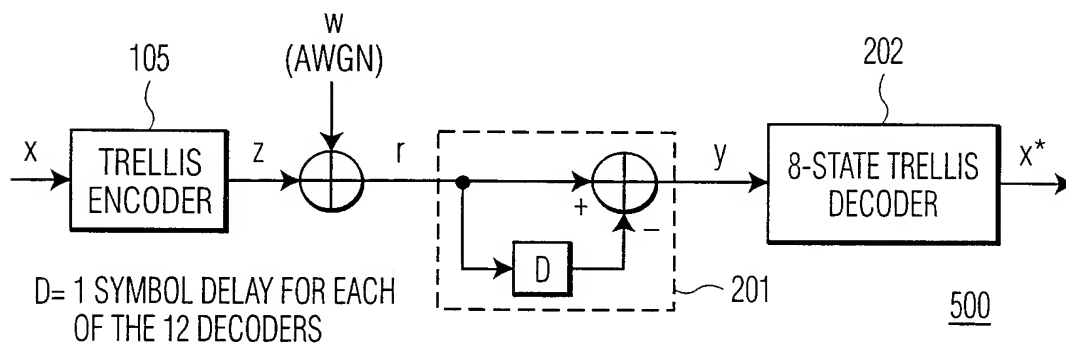 w
(AWGN)
105
202
x
TRELLIS
ENCODER
z
r
+
−
D
y
8-STATE TRELLIS
DECODER
x*
D= 1 SYMBOL DELAY FOR EACH
OF THE 12 DECODERS
201
500